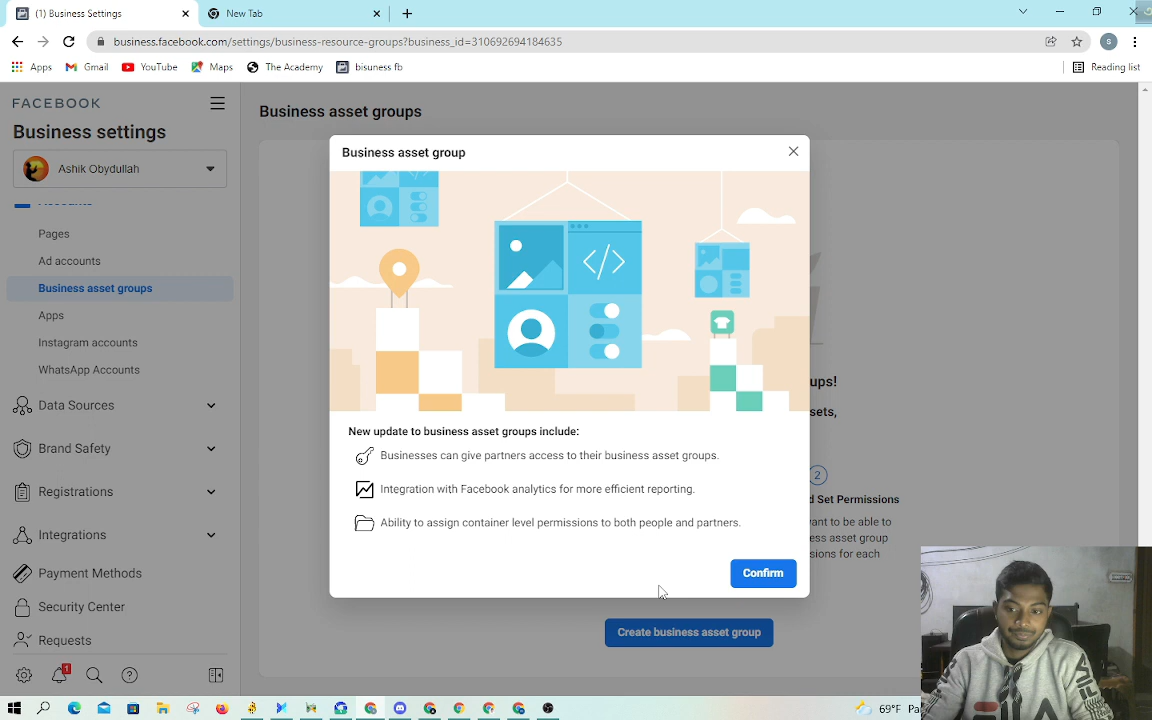 (1) Business Settings
New Tab
business.facebook.com/settings/business-resource-groups?business_id=310692694184635
S
Apps
Gmail
YouTube
Maps
The Academy
bisuness fb
Reading list
FACEBOOK
Business settings
Ashik Obydullah
Accounts
Pages
Ad accounts
Business asset groups
Apps
Instagram accounts
WhatsApp Accounts
Data Sources
Brand Safety
Registrations
Integrations
Payment Methods
Security Center
Requests
1
Business asset groups
Business asset group
New update to business asset groups include:
Businesses can give partners access to their business asset groups.
Integration with Facebook analytics for more efficient reporting.
Ability to assign container level permissions to both people and partners.
Confirm
ups!
sets,
2
d Set Permissions
ant to be able to
ess asset group
sions for each
Create business asset group
FILA
69°F Pa